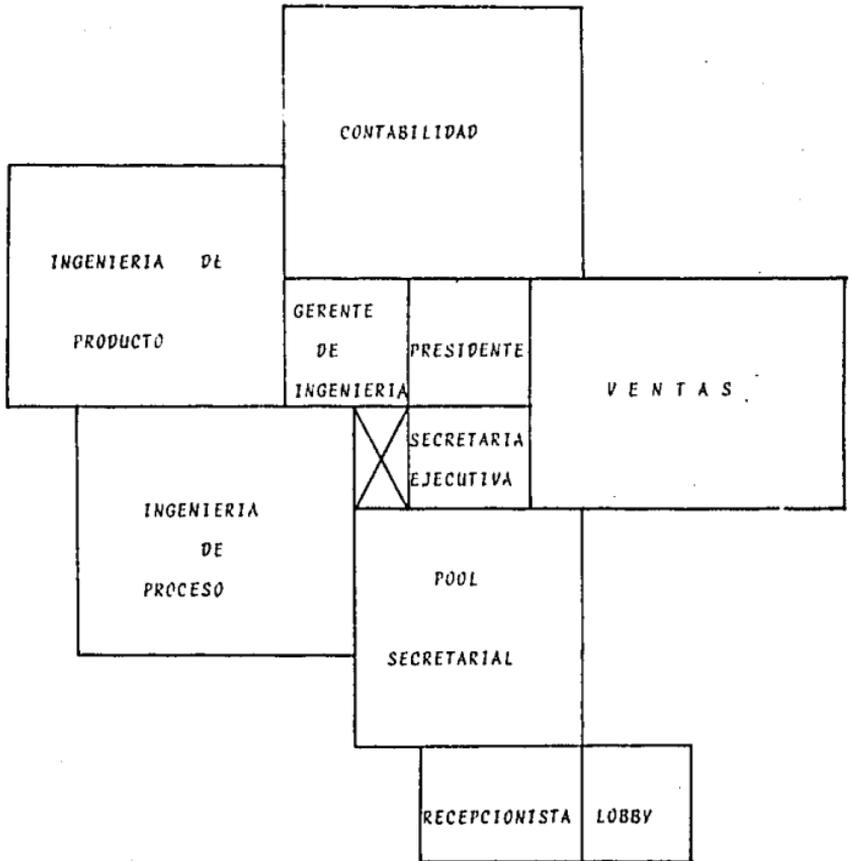 CONTABILIDAD
INGENIERIA DE
PRODUCTO
GERENTE
DE
INGENIERIA
PRESIDENTE
V E N T A S
SECRETARIA
EJECUTIVA
INGENIERIA
DE
PROCESO
POOL
SECRETARIAL
RECEPCIONISTA
LOBBY